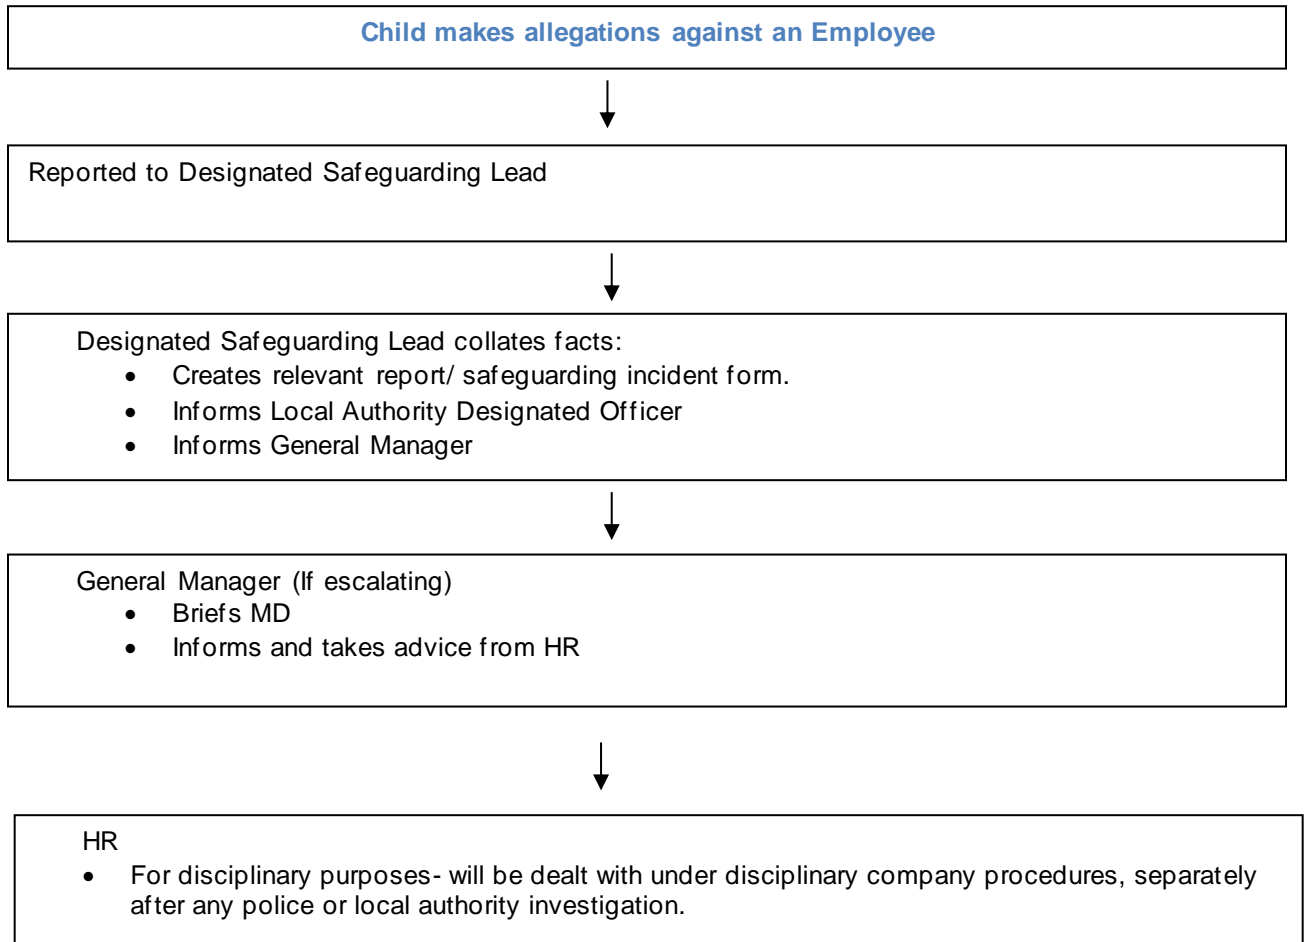 Child makes allegations against an Employee
Reported to Designated Safeguarding Lead
Designated Safeguarding Lead collates facts:
• Creates relevant report/ safeguarding incident form.
• Informs Local Authority Designated Officer
• Informs General Manager
General Manager (If escalating)
• Briefs MD
• Informs and takes advice from HR
HR
• For disciplinary purposes- will be dealt with under disciplinary company procedures, separately
after any police or local authority investigation.